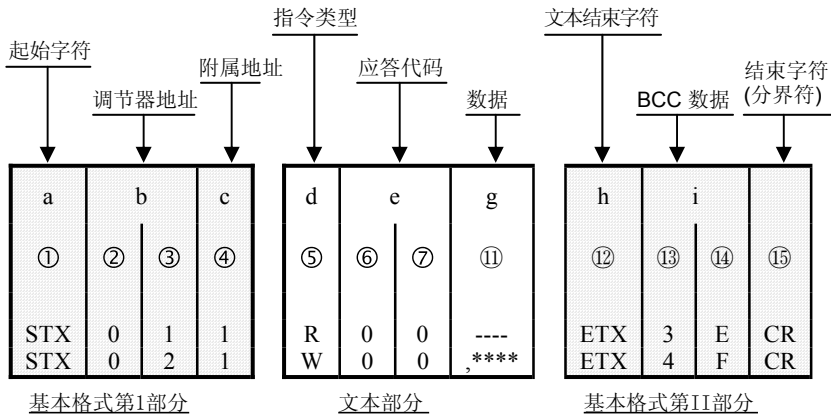 指令类型 文本结束字符
起始字符 附属地址 应答代码 结束字符
(分界符)
调节器地址 数据 BCC 数据
a b c d e g h i
① ② ③ ④ ⑤ ⑥ ⑦ ⑪ ⑫ ⑬ ⑭ ⑮
STX 0 1 1 R 0 0 ---- ETX 3 E CR
STX 0 2 1 W 0 0 ,**** ETX 4 F CR
基本格式第1部分 文本部分 基本格式第II部分